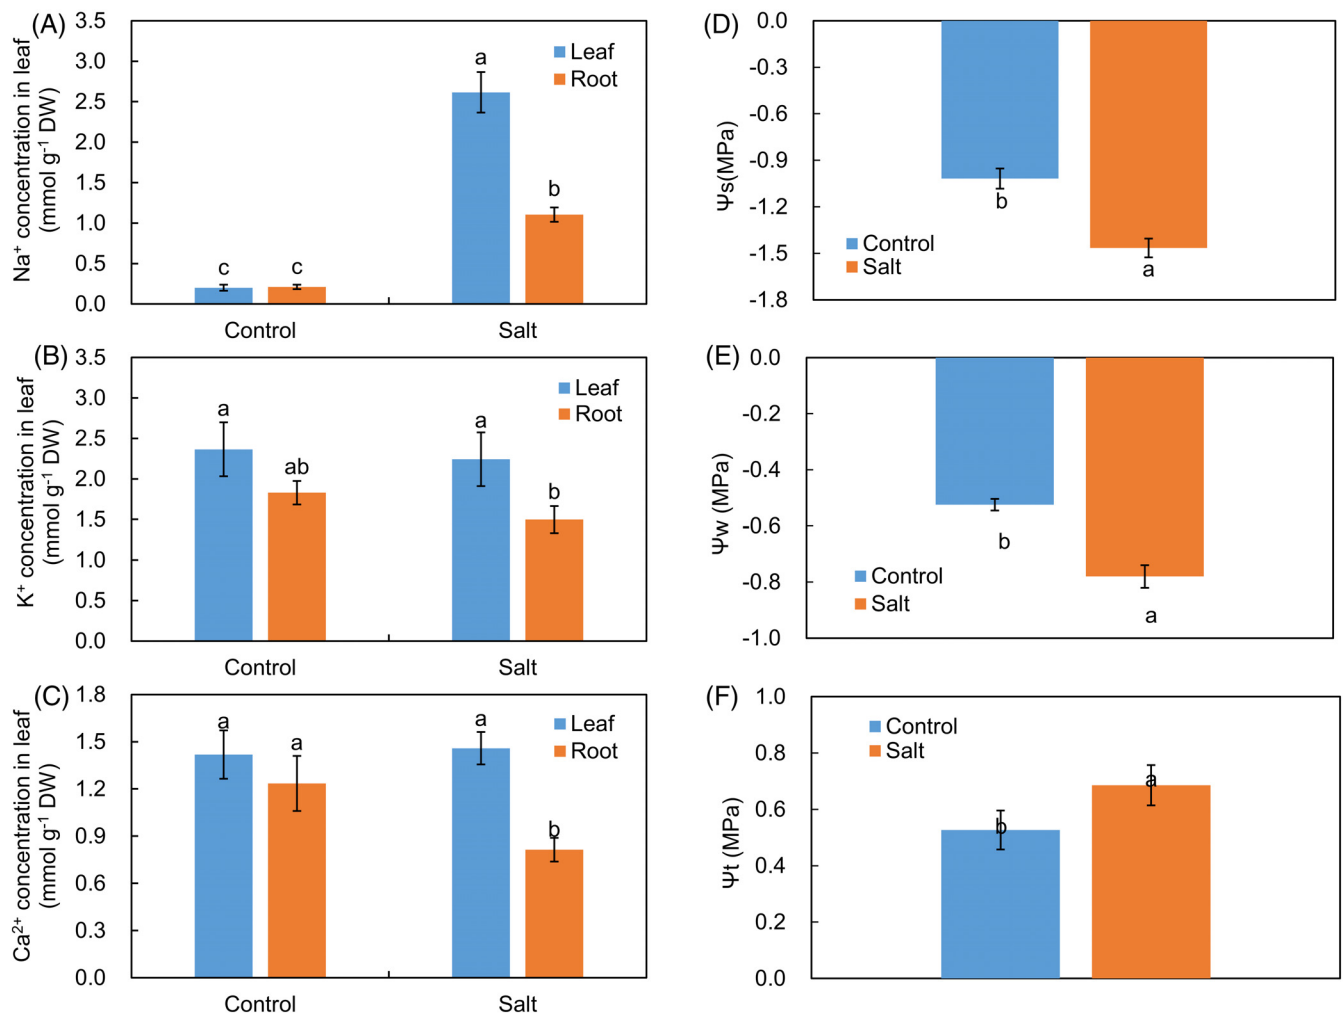 (A)
Na⁺ concentration in leaf
(mmol g⁻¹ DW)
3.5
3.0
2.5
2.0
1.5
1.0
0.5
0.0
Leaf
Root
c
c
a
b
Control
Salt
(B)
K⁺ concentration in leaf
(mmol g⁻¹ DW)
3.5
3.0
2.5
2.0
1.5
1.0
0.5
0.0
Leaf
Root
a
ab
a
b
Control
Salt
(C)
Ca²⁺ concentration in leaf
(mmol g⁻¹ DW)
1.8
1.5
1.2
0.9
0.6
0.3
0.0
Leaf
Root
a
a
a
b
Control
Salt
(D)
Ψs(MPa)
0.0
-0.3
-0.6
-0.9
-1.2
-1.5
-1.8
Control
Salt
b
a
(E)
Ψw (MPa)
0.0
-0.2
-0.4
-0.6
-0.8
-1.0
Control
Salt
b
a
(F)
Ψt (MPa)
1.0
0.8
0.6
0.4
0.2
0.0
Control
Salt
b
a